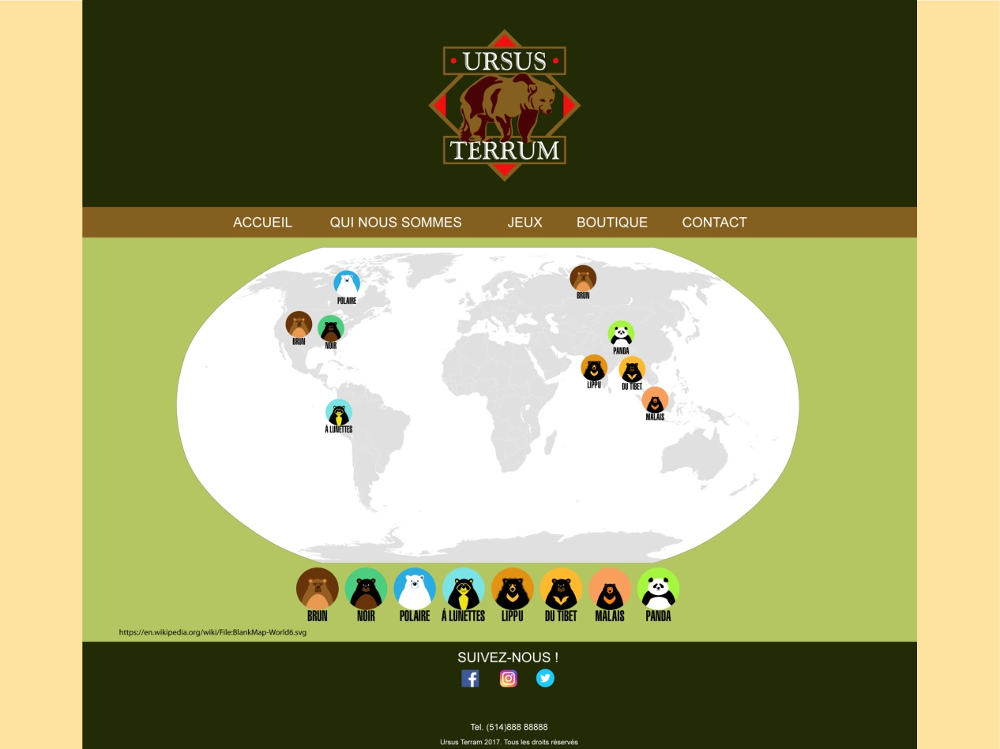 URSUS
TERRUM
ACCUEIL QUI NOUS SOMMES JEUX BOUTIQUE CONTACT
POLAIRE
BRUN
BRUN
NOIR
PANDA
LIPPU
DU TIBET
MALAIS
À LUNETTES
BRUN NOIR POLAIRE À LUNETTES LIPPU DU TIBET MALAIS PANDA
https://en.wikipedia.org/wiki/File:BlankMap-World6.svg
SUIVEZ-NOUS !
Tel. (514)888 88888
Ursus Terram 2017. Tous les droits réservés